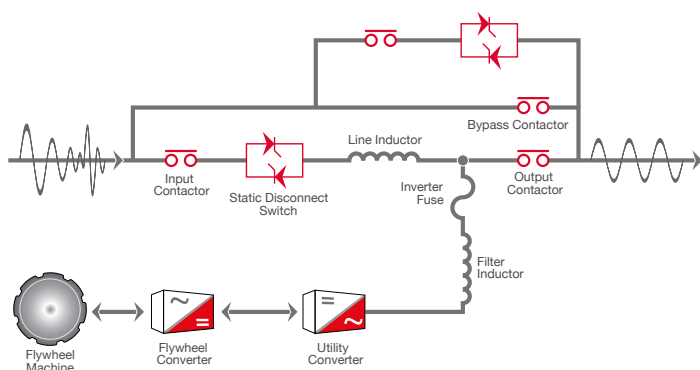 Bypass Contactor
Line Inductor
Input
Contactor
Static Disconnect
Switch
Inverter
Fuse
Output
Contactor
Filter
Inductor
Flywheel
Machine
Flywheel
Converter
Utility
Converter